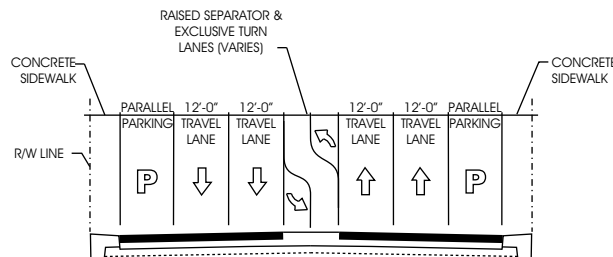 RAISED SEPARATOR &
EXCLUSIVE TURN
LANES (VARIES)
CONCRETE
SIDEWALK
CONCRETE
SIDEWALK
PARALLEL
PARKING
12'-0"
TRAVEL
LANE
12'-0"
TRAVEL
LANE
12'-0"
TRAVEL
LANE
12'-0"
TRAVEL
LANE
PARALLEL
PARKING
R/W LINE
P
P